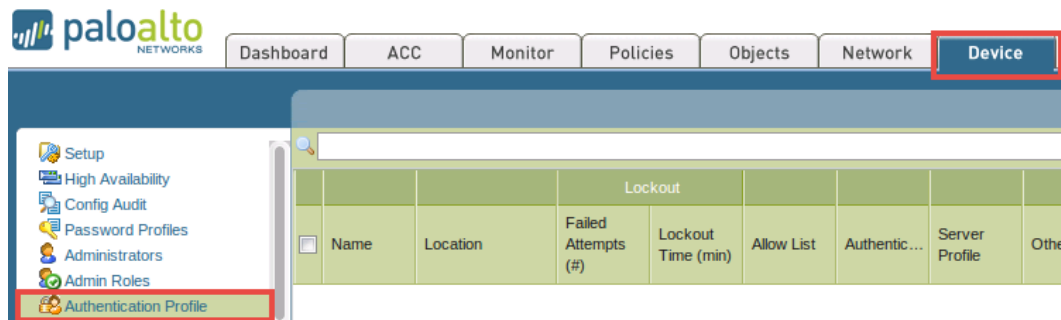 paloalto
NETWORKS
Dashboard ACC Monitor Policies Objects Network Device
Setup
High Availability
Config Audit
Password Profiles
Administrators
Admin Roles
Authentication Profile
Lockout
Name Location Failed Attempts (#) Lockout Time (min) Allow List Authentic... Server Profile Othe